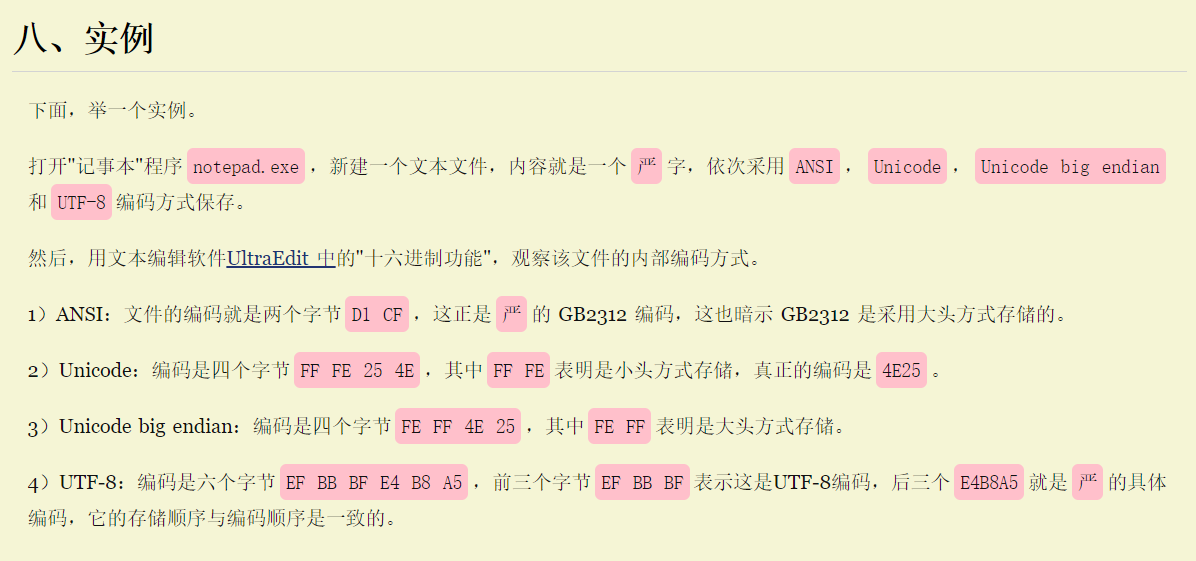 八、实例
下面，举一个实例。
打开"记事本"程序 notepad.exe ，新建一个文本文件，内容就是一个 严 字，依次采用 ANSI ， Unicode ， Unicode big endian
和 UTF-8 编码方式保存。
然后，用文本编辑软件UltraEdit 中的"十六进制功能"，观察该文件的内部编码方式。
1）ANSI：文件的编码就是两个字节 D1 CF ，这正是 严 的 GB2312 编码，这也暗示 GB2312 是采用大头方式存储的。
2）Unicode：编码是四个字节 FF FE 25 4E ，其中 FF FE 表明是小头方式存储，真正的编码是 4E25 。
3）Unicode big endian：编码是四个字节 FE FF 4E 25 ，其中 FE FF 表明是大头方式存储。
4）UTF-8：编码是六个字节 EF BB BF E4 B8 A5 ，前三个字节 EF BB BF 表示这是UTF-8编码，后三个 E4B8A5 就是 严 的具体
编码，它的存储顺序与编码顺序是一致的。